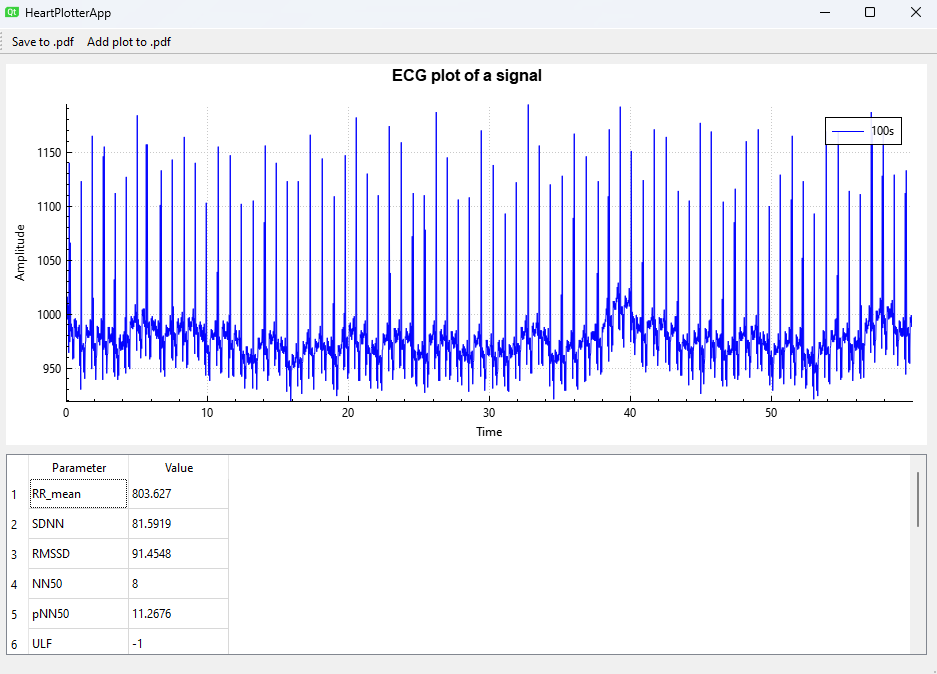 Qt HeartPlotterApp
Save to .pdf Add plot to .pdf
ECG plot of a signal
100s
1150
1100
1050
1000
950
Amplitude
0 10 20 30 40 50
Time
Parameter Value
1 RR_mean 803.627
2 SDNN 81.5919
3 RMSSD 91.4548
4 NN50 8
5 pNN50 11.2676
6 ULF -1